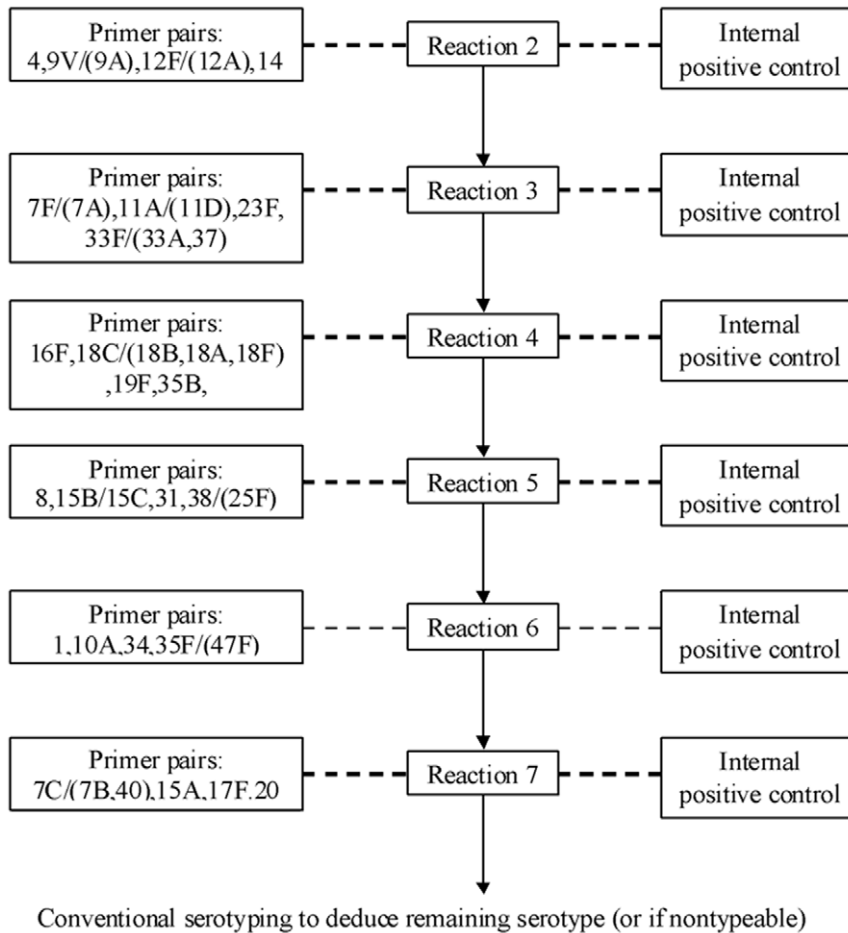 Primer pairs:
4,9V/(9A),12F/(12A),14
Reaction 2
Internal
positive control
Primer pairs:
7F/(7A),11A/(11D),23F,
33F/(33A,37)
Reaction 3
Internal
positive control
Primer pairs:
16F,18C/(18B,18A,18F)
,19F,35B,
Reaction 4
Internal
positive control
Primer pairs:
8,15B/15C,31,38/(25F)
Reaction 5
Internal
positive control
Primer pairs:
1,10A,34,35F/(47F)
Reaction 6
Internal
positive control
Primer pairs:
7C/(7B,40),15A,17F.20
Reaction 7
Internal
positive control
Conventional serotyping to deduce remaining serotype (or if nontypeable)